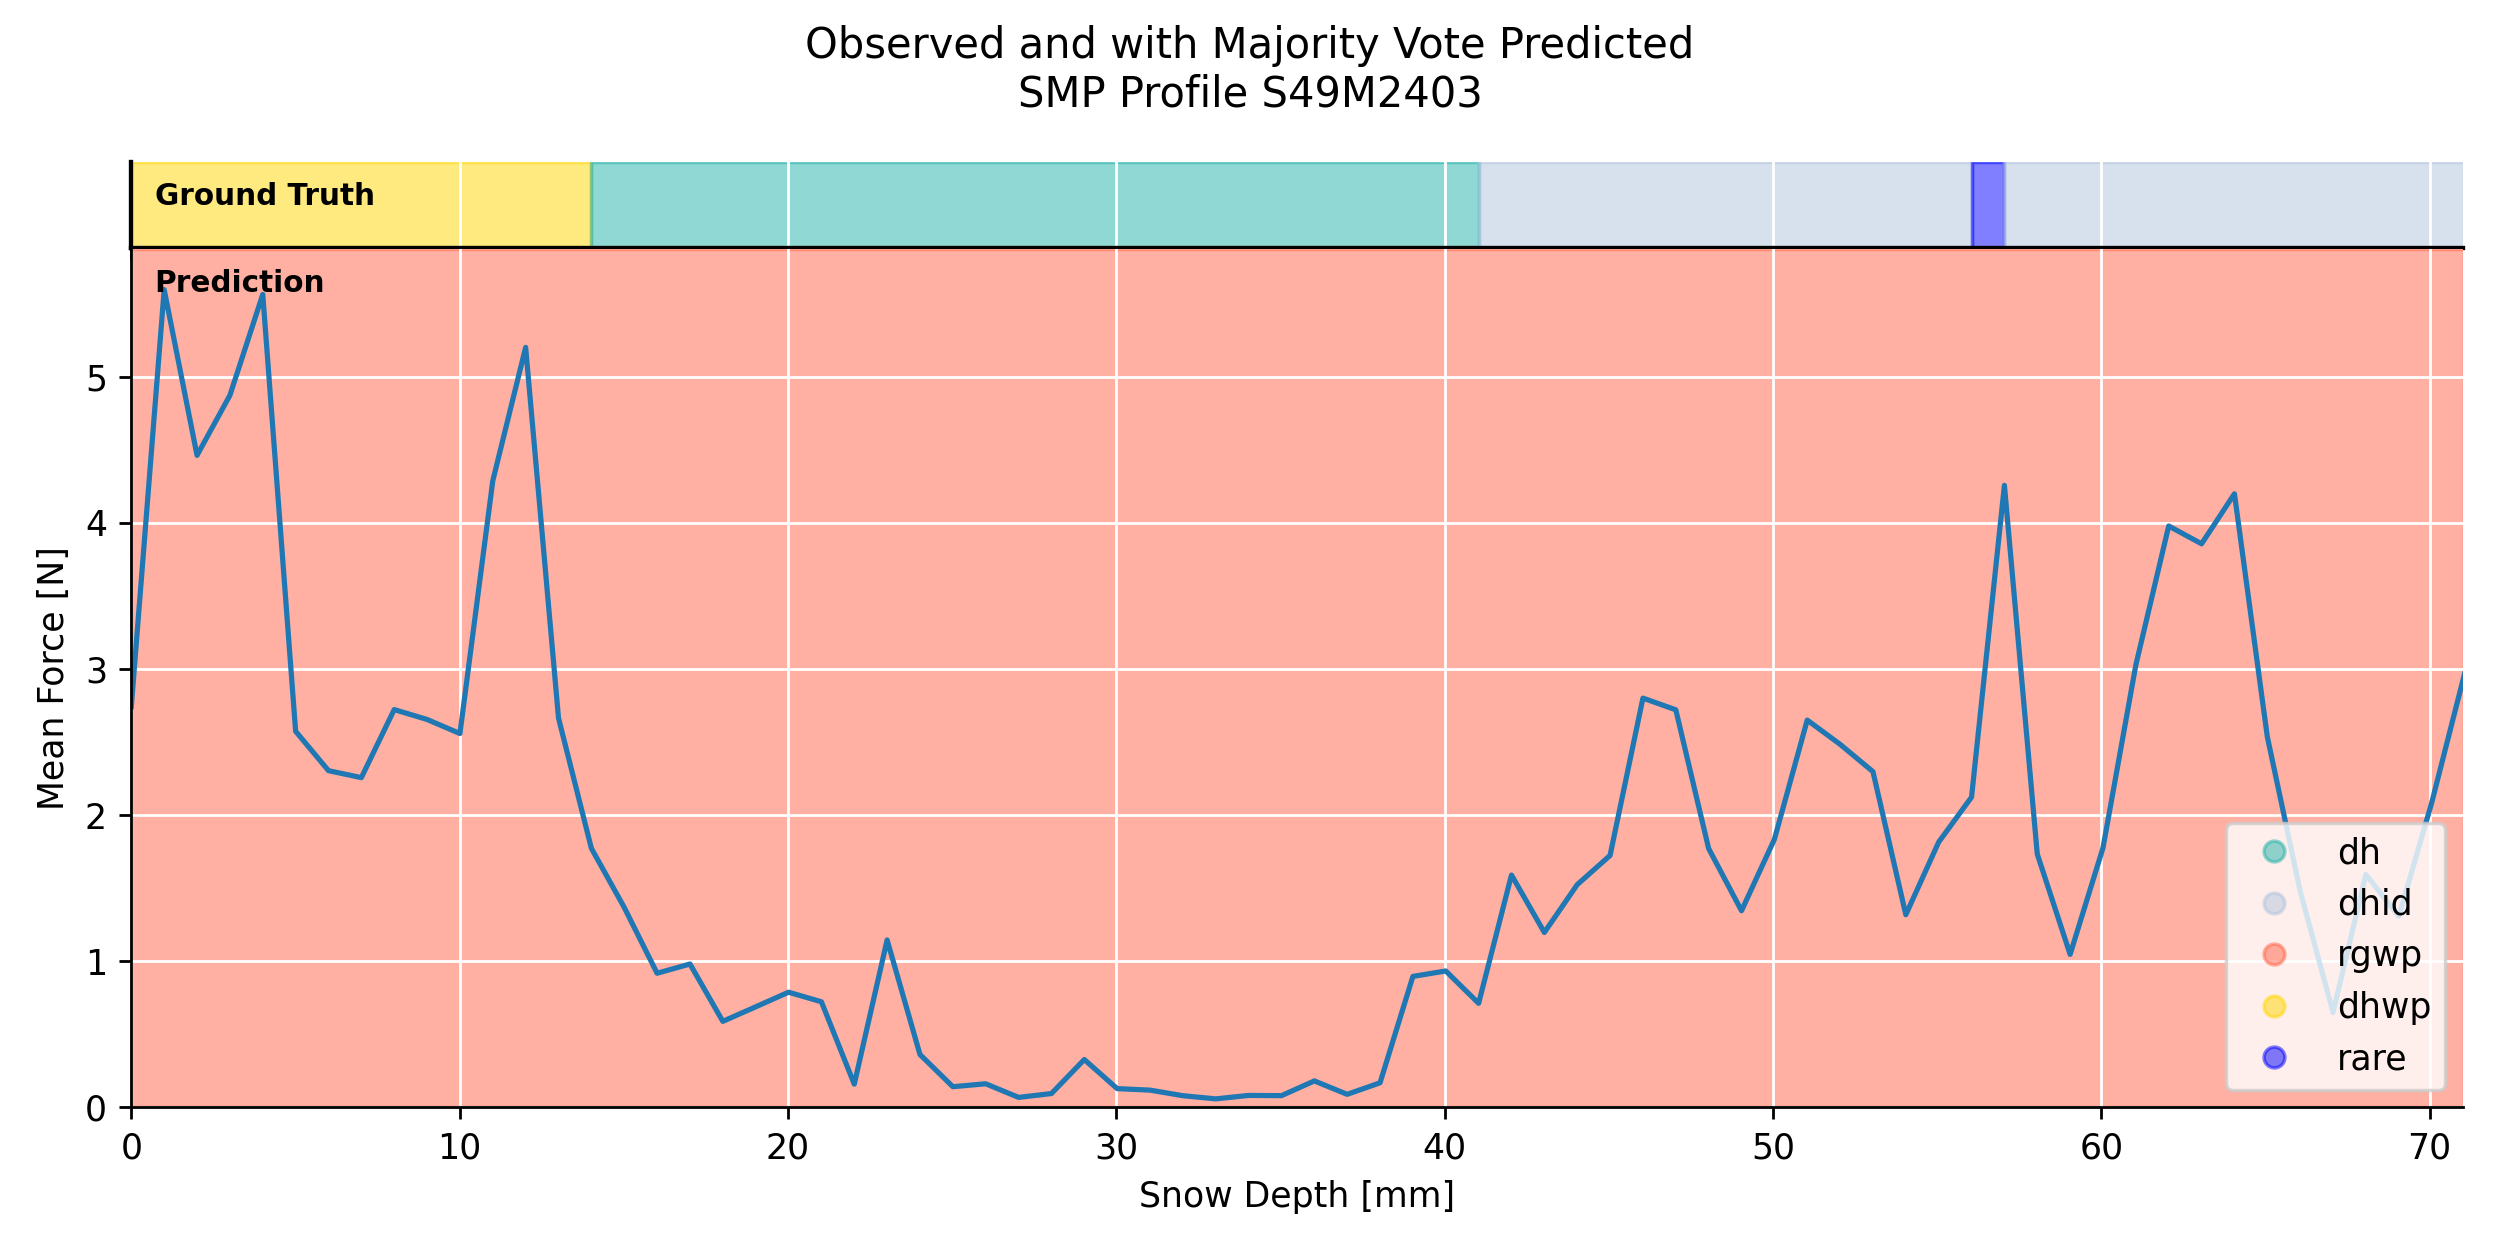 Observed and with Majority Vote Predicted
SMP Profile S49M2403
Ground Truth
Prediction
Mean Force [N]
5
4
3
2
1
0
0 10 20 30 40 50 60 70
Snow Depth [mm]
dh
dhid
rgwp
dhwp
rare